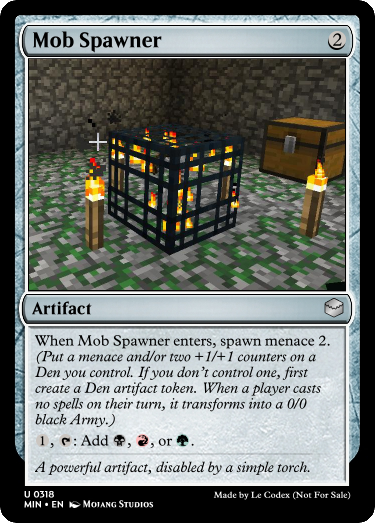 Mob Spawner 2
Artifact
When Mob Spawner enters, spawn menace 2.
(Put a menace and/or two +1/+1 counters on a
Den you control. If you don't control one, first
create a Den artifact token. When a player casts
no spells on their turn, it transforms into a 0/0
black Army.)
1, : Add , , or .
A powerful artifact, disabled by a simple torch.
U 0318
MIN • EN Mojang Studios
Made by Le Codex (Not For Sale)